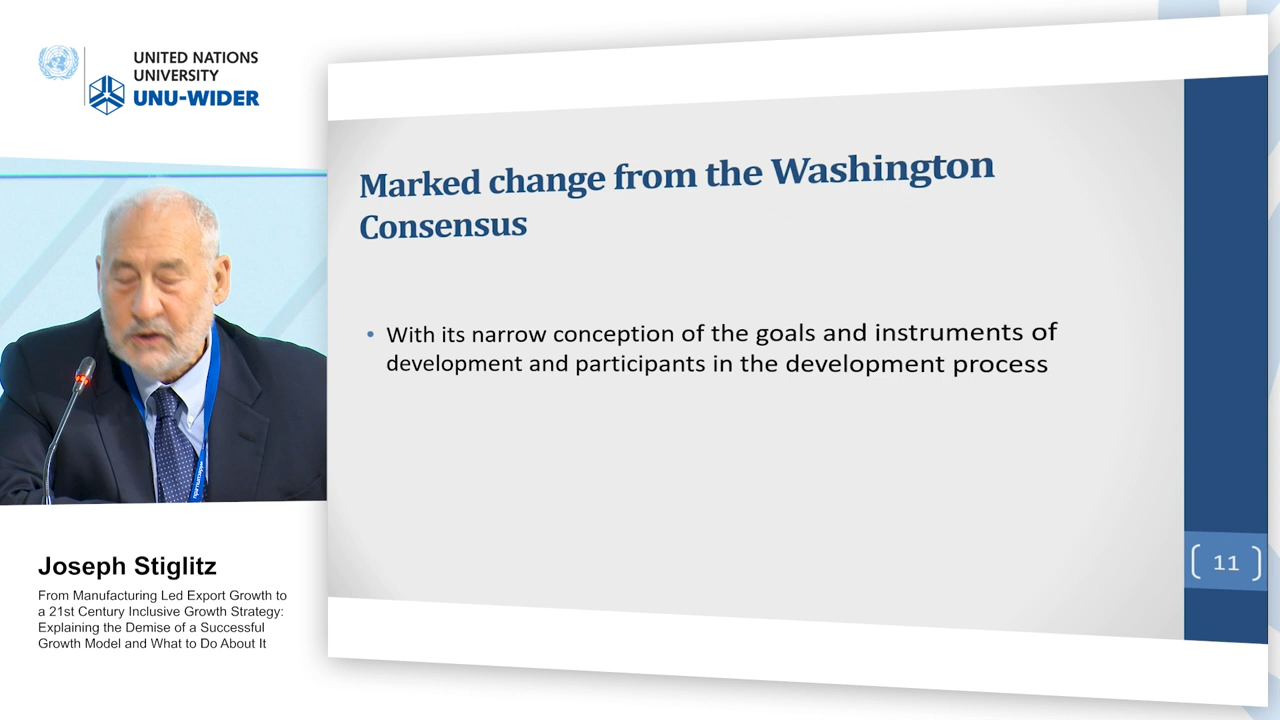 UNITED NATIONS
UNIVERSITY
UNU-WIDER
Marked change from the Washington
Consensus
• With its narrow conception of the goals and instruments of
development and participants in the development process
11
Joseph Stiglitz
From Manufacturing Led Export Growth to
a 21st Century Inclusive Growth Strategy:
Explaining the Demise of a Successful
Growth Model and What to Do About It